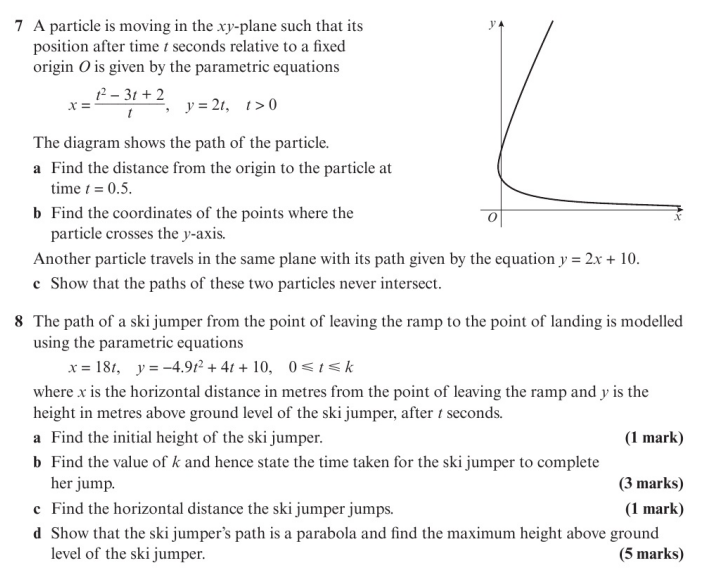 7 A particle is moving in the xy-plane such that its
position after time t seconds relative to a fixed
origin O is given by the parametric equations
x = (t² – 3t + 2)/t, y = 2t, t > 0
The diagram shows the path of the particle.
a Find the distance from the origin to the particle at
time t = 0.5.
b Find the coordinates of the points where the
particle crosses the y-axis.
y
O
x
Another particle travels in the same plane with its path given by the equation y = 2x + 10.
c Show that the paths of these two particles never intersect.
8 The path of a ski jumper from the point of leaving the ramp to the point of landing is modelled
using the parametric equations
x = 18t, y = –4.9t² + 4t + 10, 0 ⩽ t ⩽ k
where x is the horizontal distance in metres from the point of leaving the ramp and y is the
height in metres above ground level of the ski jumper, after t seconds.
a Find the initial height of the ski jumper. (1 mark)
b Find the value of k and hence state the time taken for the ski jumper to complete
her jump. (3 marks)
c Find the horizontal distance the ski jumper jumps. (1 mark)
d Show that the ski jumper's path is a parabola and find the maximum height above ground
level of the ski jumper. (5 marks)